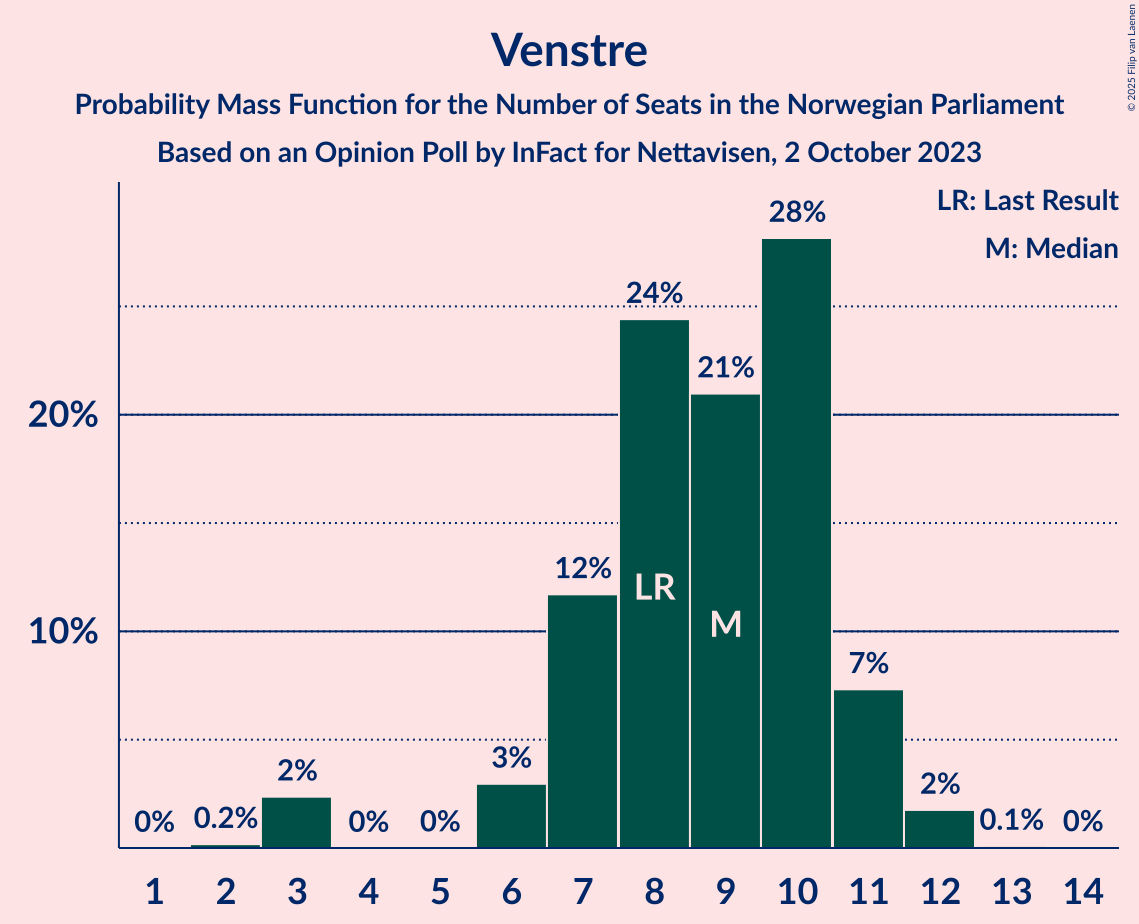 Venstre
Probability Mass Function for the Number of Seats in the Norwegian Parliament
Based on an Opinion Poll by InFact for Nettavisen, 2 October 2023
© 2025 Filip van Laenen
LR: Last Result
M: Median
28%
24%
21%
20%
12%
LR
M
10%
7%
3%
2%
2%
0%
0.2%
0%
0%
0.1%
0%
1 2 3 4 5 6 7 8 9 10 11 12 13 14